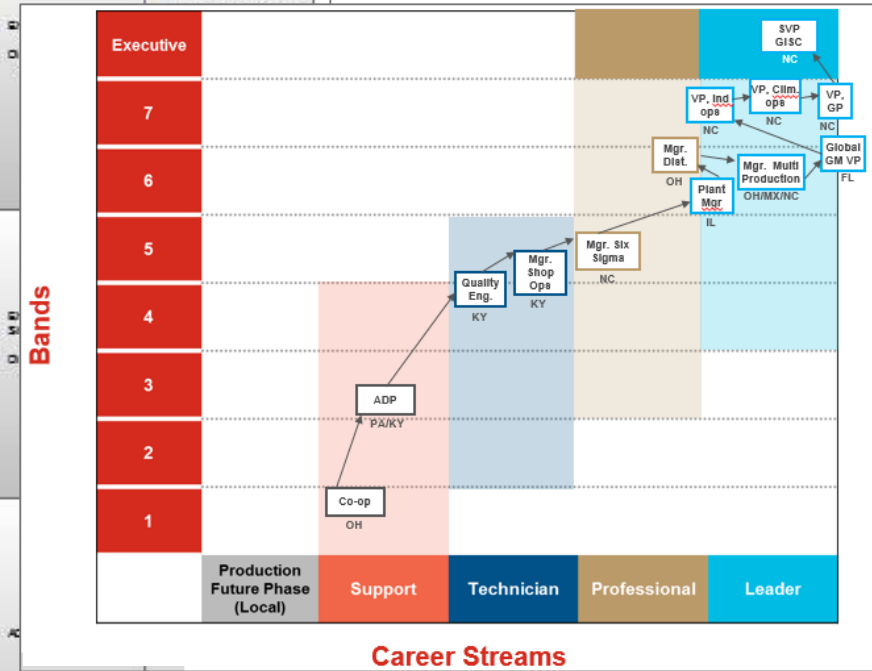 Executive
SVP
GISC
NC
7
VP, Ind
ops
NC
VP, Clim.
ops
NC
VP,
GP
NC
6
Mgr.
Dist.
OH
Mgr. Multi
Production
OH/MX/NC
Global
GM VP
FL
Plant
Mgr
IL
5
Mgr. Six
Sigma
NC
Mgr.
Shop
Ops
KY
Quality
Eng.
KY
4
Bands
3
ADP
PA/KY
2
1
Co-op
OH
Production
Future Phase
(Local)
Support
Technician
Professional
Leader
Career Streams